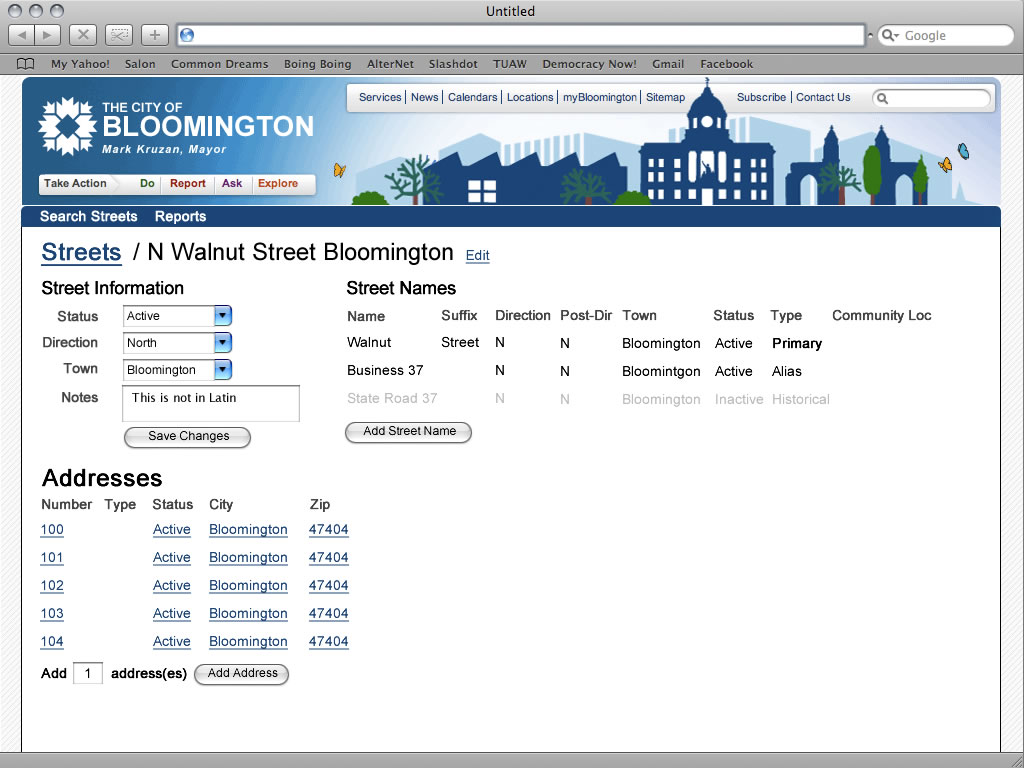 Untitled
Google
My Yahoo! Salon Common Dreams Boing Boing AlterNet Slashdot TUAW Democracy Now! Gmail Facebook
Services News Calendars Locations myBloomington Sitemap Subscribe Contact Us
THE CITY OF
BLOOMINGTON
Mark Kruzan, Mayor
Take Action Do Report Ask Explore
Search Streets Reports
Streets / N Walnut Street Bloomington Edit
Street Information
Status Active
Direction North
Town Bloomington
Notes This is not in Latin
Save Changes
Street Names
Name Suffix Direction Post-Dir Town Status Type Community Loc
Walnut Street N N Bloomington Active Primary
Business 37 N N Bloomintgon Active Alias
State Road 37 N N Bloomington Inactive Historical
Add Street Name
Addresses
Number Type Status City Zip
100 Active Bloomington 47404
101 Active Bloomington 47404
102 Active Bloomington 47404
103 Active Bloomington 47404
104 Active Bloomington 47404
Add 1 address(es) Add Address